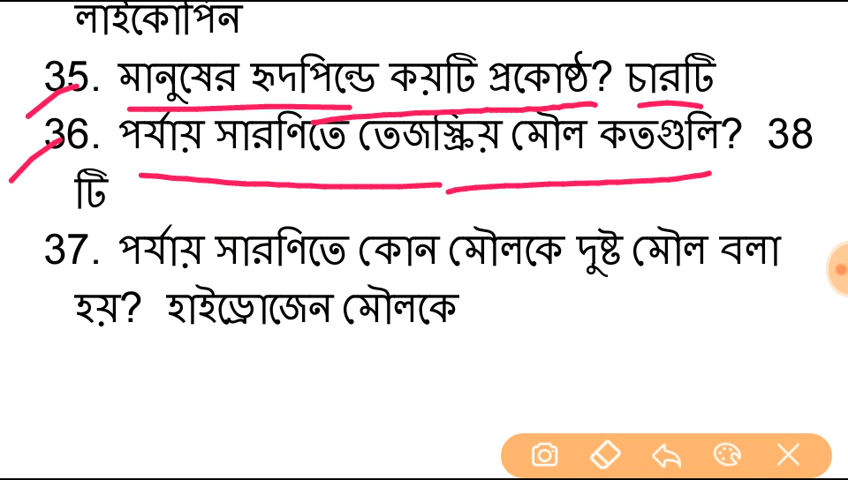 লাইকোপিন
35. মানুষের হৃদপিন্ডে কয়টি প্রকোষ্ঠ? চারটি
36. পর্যায় সারণিতে তেজস্ক্রিয় মৌল কতগুলি? 38
টি
37. পর্যায় সারণিতে কোন মৌলকে দুষ্ট মৌল বলা
হয়? হাইড্রোজেন মৌলকে